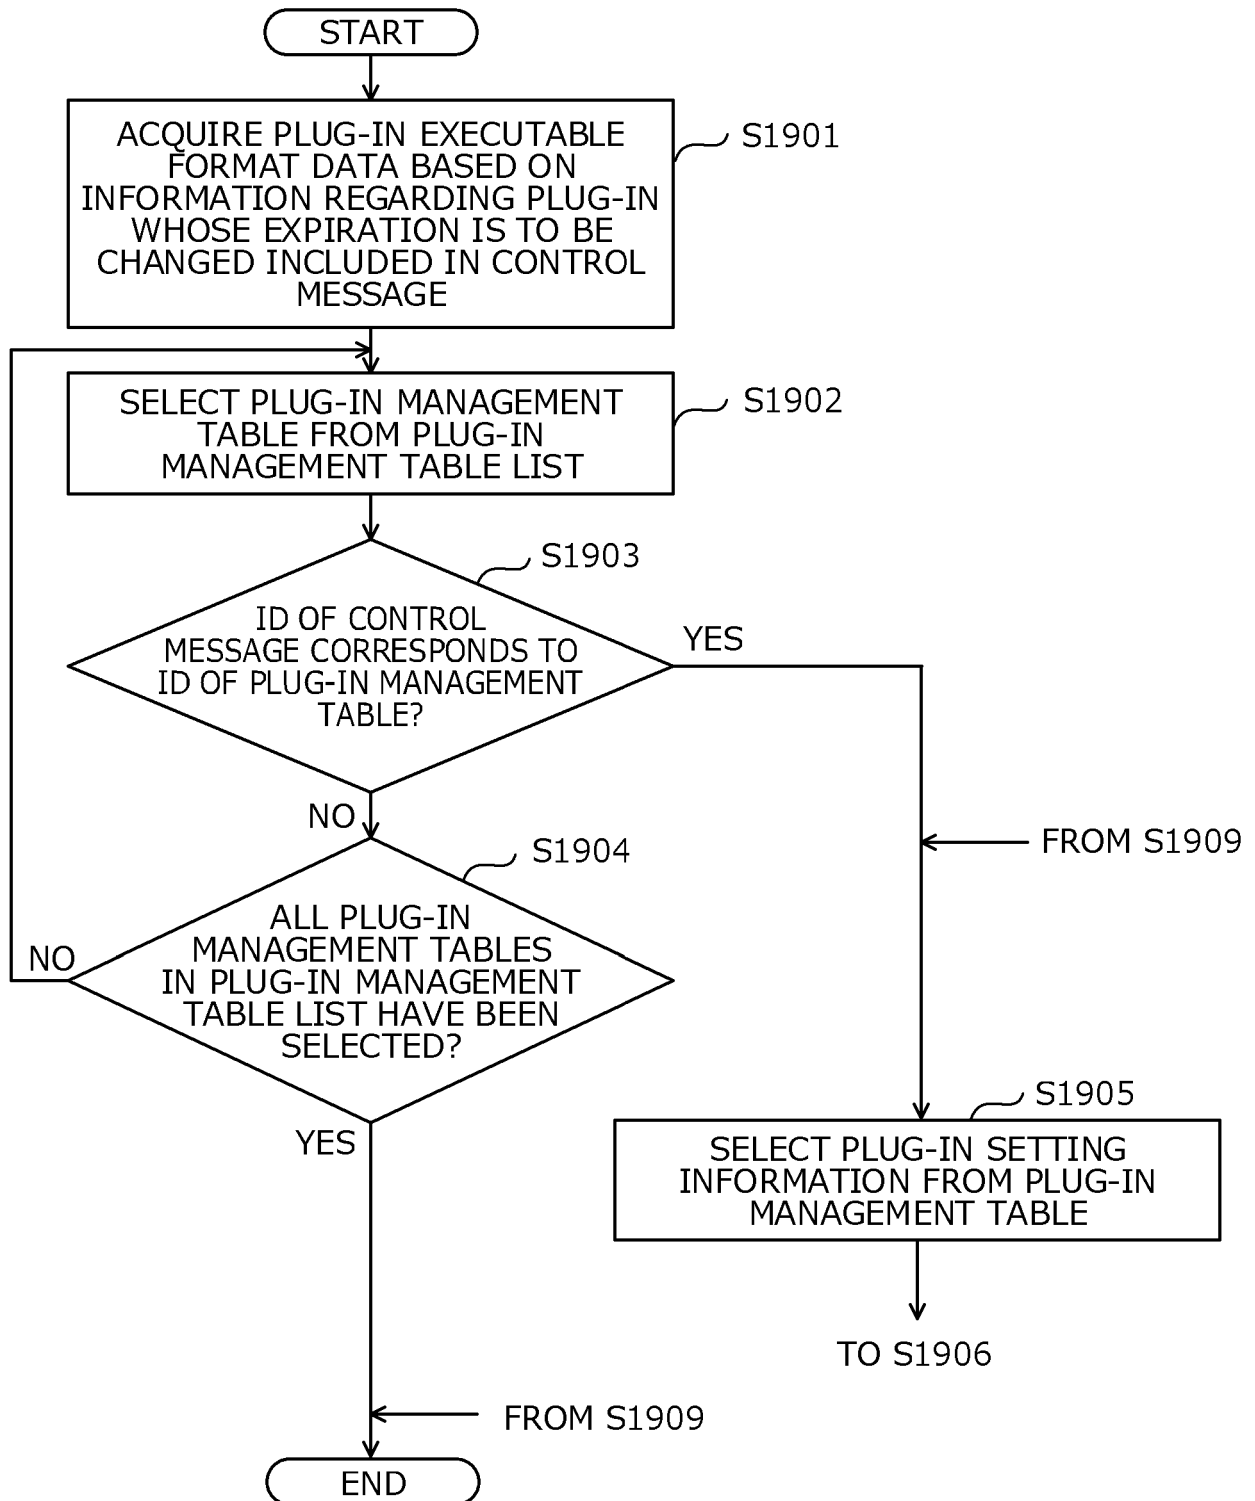 START
ACQUIRE PLUG-IN EXECUTABLE
FORMAT DATA BASED ON
INFORMATION REGARDING PLUG-IN
WHOSE EXPIRATION IS TO BE
CHANGED INCLUDED IN CONTROL
MESSAGE
S1901
SELECT PLUG-IN MANAGEMENT
TABLE FROM PLUG-IN
MANAGEMENT TABLE LIST
S1902
S1903
ID OF CONTROL
MESSAGE CORRESPONDS TO
ID OF PLUG-IN MANAGEMENT
TABLE?
YES
NO
FROM S1909
S1904
ALL PLUG-IN
MANAGEMENT TABLES
IN PLUG-IN MANAGEMENT
TABLE LIST HAVE BEEN
SELECTED?
NO
YES
S1905
SELECT PLUG-IN SETTING
INFORMATION FROM PLUG-IN
MANAGEMENT TABLE
TO S1906
FROM S1909
END